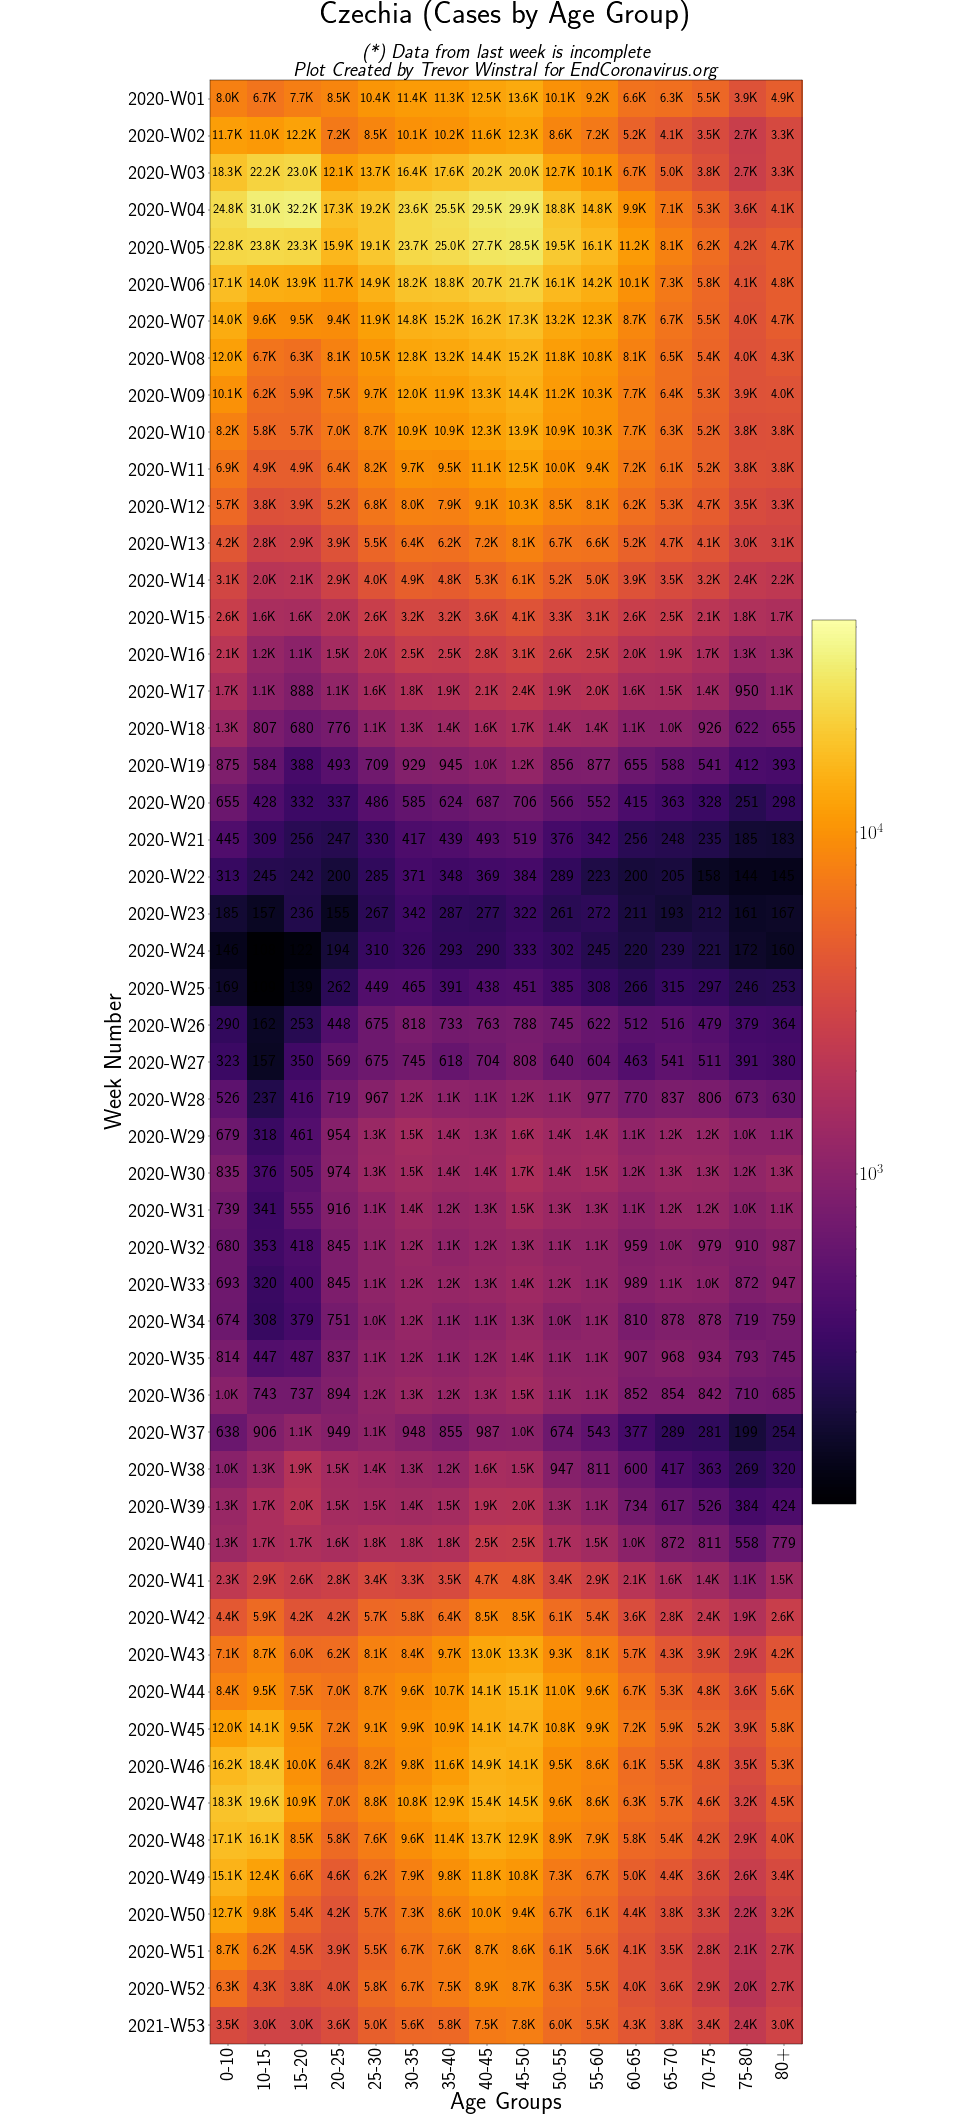 Czechia (Cases by Age Group)
(*) Data from last week is incomplete
Plot Created by Trevor Winstral for EndCoronavirus.org
2020-W01 8.0K 6.7K 7.7K 8.5K 10.4K 11.4K 11.3K 12.5K 13.6K 10.1K 9.2K 6.6K 6.3K 5.5K 3.9K 4.9K
2020-W02 11.7K 11.0K 12.2K 7.2K 8.5K 10.1K 10.2K 11.6K 12.3K 8.6K 7.2K 5.2K 4.1K 3.5K 2.7K 3.3K
2020-W03 18.3K 22.2K 23.0K 12.1K 13.7K 16.4K 17.6K 20.2K 20.0K 12.7K 10.1K 6.7K 5.0K 3.8K 2.7K 3.3K
2020-W04 24.8K 31.0K 32.2K 17.3K 19.2K 23.6K 25.5K 29.5K 29.9K 18.8K 14.8K 9.9K 7.1K 5.3K 3.6K 4.1K
2020-W05 22.8K 23.8K 23.3K 15.9K 19.1K 23.7K 25.0K 27.7K 28.5K 19.5K 16.1K 11.2K 8.1K 6.2K 4.2K 4.7K
2020-W06 17.1K 14.0K 13.9K 11.7K 14.9K 18.2K 18.8K 20.7K 21.7K 16.1K 14.2K 10.1K 7.3K 5.8K 4.1K 4.8K
2020-W07 14.0K 9.6K 9.5K 9.4K 11.9K 14.8K 15.2K 16.2K 17.3K 13.2K 12.3K 8.7K 6.7K 5.5K 4.0K 4.7K
2020-W08 12.0K 6.7K 6.3K 8.1K 10.5K 12.8K 13.2K 14.4K 15.2K 11.8K 10.8K 8.1K 6.5K 5.4K 4.0K 4.3K
2020-W09 10.1K 6.2K 5.9K 7.5K 9.7K 12.0K 11.9K 13.3K 14.4K 11.2K 10.3K 7.7K 6.4K 5.3K 3.9K 4.0K
2020-W10 8.2K 5.8K 5.7K 7.0K 8.7K 10.9K 10.9K 12.3K 13.9K 10.9K 10.3K 7.7K 6.3K 5.2K 3.8K 3.8K
2020-W11 6.9K 4.9K 4.9K 6.4K 8.2K 9.7K 9.5K 11.1K 12.5K 10.0K 9.4K 7.2K 6.1K 5.2K 3.8K 3.8K
2020-W12 5.7K 3.8K 3.9K 5.2K 6.8K 8.0K 7.9K 9.1K 10.3K 8.5K 8.1K 6.2K 5.3K 4.7K 3.5K 3.3K
2020-W13 4.2K 2.8K 2.9K 3.9K 5.5K 6.4K 6.2K 7.2K 8.1K 6.7K 6.6K 5.2K 4.7K 4.1K 3.0K 3.1K
2020-W14 3.1K 2.0K 2.1K 2.9K 4.0K 4.9K 4.8K 5.3K 6.1K 5.2K 5.0K 3.9K 3.5K 3.2K 2.4K 2.2K
2020-W15 2.6K 1.6K 1.6K 2.0K 2.6K 3.2K 3.2K 3.6K 4.1K 3.3K 3.1K 2.6K 2.5K 2.1K 1.8K 1.7K
2020-W16 2.1K 1.2K 1.1K 1.5K 2.0K 2.5K 2.5K 2.8K 3.1K 2.6K 2.5K 2.0K 1.9K 1.7K 1.3K 1.3K
2020-W17 1.7K 1.1K 888 1.1K 1.6K 1.8K 1.9K 2.1K 2.4K 1.9K 2.0K 1.6K 1.5K 1.4K 950 1.1K
2020-W18 1.3K 807 680 776 1.1K 1.3K 1.4K 1.6K 1.7K 1.4K 1.4K 1.1K 1.0K 926 622 655
2020-W19 875 584 388 493 709 929 945 1.0K 1.2K 856 877 655 588 541 412 393
2020-W20 655 428 332 337 486 585 624 687 706 566 552 415 363 328 251 298
2020-W21 445 309 256 247 330 417 439 493 519 376 342 256 248 235 185 183
2020-W22 313 245 242 200 285 371 348 369 384 289 223 200 205 158 144 145
2020-W23 185 157 236 155 267 342 287 277 322 261 272 211 193 212 161 167
2020-W24 146 194 310 326 293 290 333 302 245 220 239 221 172 160
2020-W25 169 262 449 465 391 438 451 385 308 266 315 297 246 253
2020-W26 290 162 253 448 675 818 733 763 788 745 622 512 516 479 379 364
2020-W27 323 157 350 569 675 745 618 704 808 640 604 463 541 511 391 380
2020-W28 526 237 416 719 967 1.2K 1.1K 1.1K 1.2K 1.1K 977 770 837 806 673 630
2020-W29 679 318 461 954 1.3K 1.5K 1.4K 1.3K 1.6K 1.4K 1.4K 1.1K 1.2K 1.2K 1.0K 1.1K
2020-W30 835 376 505 974 1.3K 1.5K 1.4K 1.4K 1.7K 1.4K 1.5K 1.2K 1.3K 1.3K 1.2K 1.3K
2020-W31 739 341 555 916 1.1K 1.4K 1.2K 1.3K 1.5K 1.3K 1.3K 1.1K 1.2K 1.2K 1.0K 1.1K
2020-W32 680 353 418 845 1.1K 1.2K 1.1K 1.2K 1.3K 1.1K 1.1K 959 1.0K 979 910 987
2020-W33 693 320 400 845 1.1K 1.2K 1.2K 1.3K 1.4K 1.2K 1.1K 989 1.1K 1.0K 872 947
2020-W34 674 308 379 751 1.0K 1.2K 1.1K 1.1K 1.3K 1.0K 1.1K 810 878 878 719 759
2020-W35 814 447 487 837 1.1K 1.2K 1.1K 1.2K 1.4K 1.1K 1.1K 907 968 934 793 745
2020-W36 1.0K 743 737 894 1.2K 1.3K 1.2K 1.3K 1.5K 1.1K 1.1K 852 854 842 710 685
2020-W37 638 906 1.1K 949 1.1K 948 855 987 1.0K 674 543 377 289 281 199 254
2020-W38 1.0K 1.3K 1.9K 1.5K 1.4K 1.3K 1.2K 1.6K 1.5K 947 811 600 417 363 269 320
2020-W39 1.3K 1.7K 2.0K 1.5K 1.5K 1.4K 1.5K 1.9K 2.0K 1.3K 1.1K 734 617 526 384 424
2020-W40 1.3K 1.7K 1.7K 1.6K 1.8K 1.8K 1.8K 2.5K 2.5K 1.7K 1.5K 1.0K 872 811 558 779
2020-W41 2.3K 2.9K 2.6K 2.8K 3.4K 3.3K 3.5K 4.7K 4.8K 3.4K 2.9K 2.1K 1.6K 1.4K 1.1K 1.5K
2020-W42 4.4K 5.9K 4.2K 4.2K 5.7K 5.8K 6.4K 8.5K 8.5K 6.1K 5.4K 3.6K 2.8K 2.4K 1.9K 2.6K
2020-W43 7.1K 8.7K 6.0K 6.2K 8.1K 8.4K 9.7K 13.0K 13.3K 9.3K 8.1K 5.7K 4.3K 3.9K 2.9K 4.2K
2020-W44 8.4K 9.5K 7.5K 7.0K 8.7K 9.6K 10.7K 14.1K 15.1K 11.0K 9.6K 6.7K 5.3K 4.8K 3.6K 5.6K
2020-W45 12.0K 14.1K 9.5K 7.2K 9.1K 9.9K 10.9K 14.1K 14.7K 10.8K 9.9K 7.2K 5.9K 5.2K 3.9K 5.8K
2020-W46 16.2K 18.4K 10.0K 6.4K 8.2K 9.8K 11.6K 14.9K 14.1K 9.5K 8.6K 6.1K 5.5K 4.8K 3.5K 5.3K
2020-W47 18.3K 19.6K 10.9K 7.0K 8.8K 10.8K 12.9K 15.4K 14.5K 9.6K 8.6K 6.3K 5.7K 4.6K 3.2K 4.5K
2020-W48 17.1K 16.1K 8.5K 5.8K 7.6K 9.6K 11.4K 13.7K 12.9K 8.9K 7.9K 5.8K 5.4K 4.2K 2.9K 4.0K
2020-W49 15.1K 12.4K 6.6K 4.6K 6.2K 7.9K 9.8K 11.8K 10.8K 7.3K 6.7K 5.0K 4.4K 3.6K 2.6K 3.4K
2020-W50 12.7K 9.8K 5.4K 4.2K 5.7K 7.3K 8.6K 10.0K 9.4K 6.7K 6.1K 4.4K 3.8K 3.3K 2.2K 3.2K
2020-W51 8.7K 6.2K 4.5K 3.9K 5.5K 6.7K 7.6K 8.7K 8.6K 6.1K 5.6K 4.1K 3.5K 2.8K 2.1K 2.7K
2020-W52 6.3K 4.3K 3.8K 4.0K 5.8K 6.7K 7.5K 8.9K 8.7K 6.3K 5.5K 4.0K 3.6K 2.9K 2.0K 2.7K
2021-W53 3.5K 3.0K 3.0K 3.6K 5.0K 5.6K 5.8K 7.5K 7.8K 6.0K 5.5K 4.3K 3.8K 3.4K 2.4K 3.0K
0-10 10-15 15-20 20-25 25-30 30-35 35-40 40-45 45-50 50-55 55-60 60-65 65-70 70-75 75-80 80+
Age Groups
Week Number
10⁴
10³